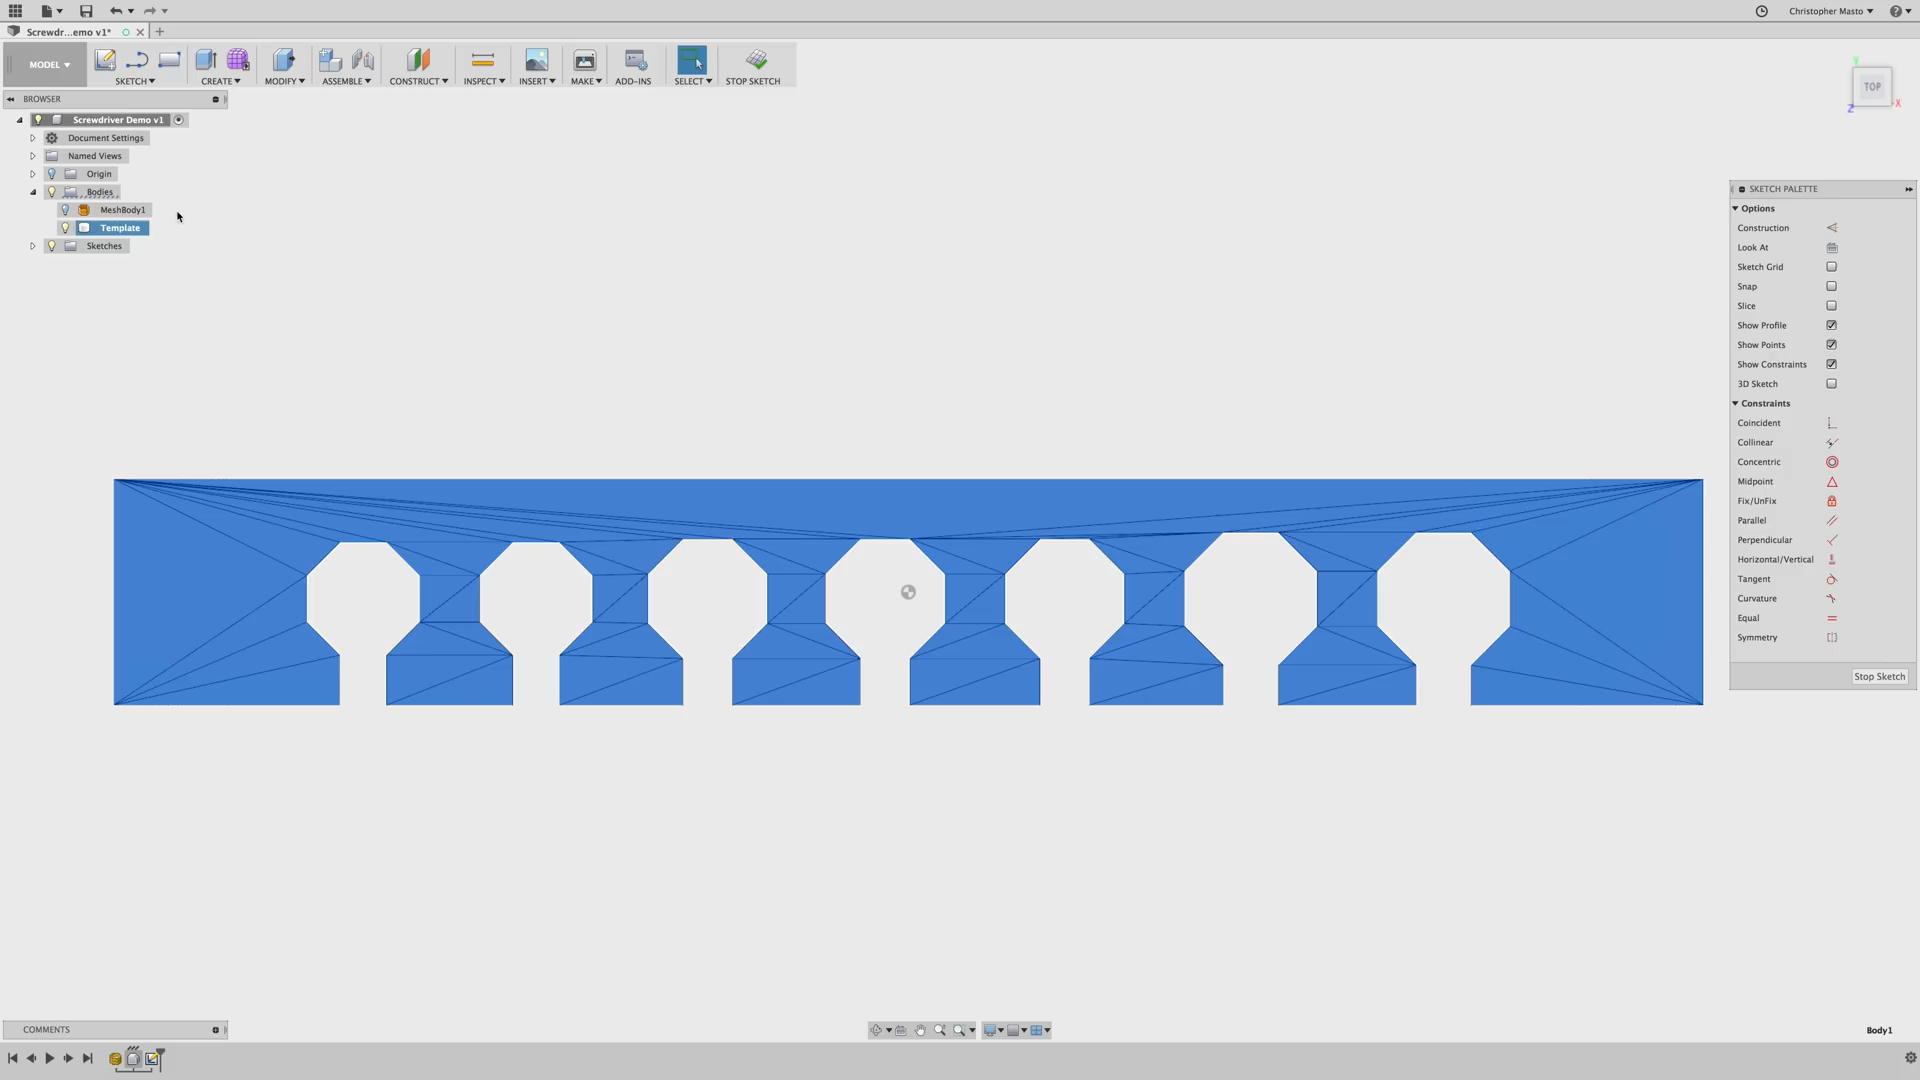 Christopher Masto
Screwdr...emo v1*
MODEL
SKETCH
CREATE
MODIFY
ASSEMBLE
CONSTRUCT
INSPECT
INSERT
MAKE
ADD-INS
SELECT
STOP SKETCH
TOP
Z
X
Y
BROWSER
Screwdriver Demo v1
Document Settings
Named Views
Origin
Bodies
MeshBody1
Template
Sketches
SKETCH PALETTE
Options
Construction
Look At
Sketch Grid
Snap
Slice
Show Profile
Show Points
Show Constraints
3D Sketch
Constraints
Coincident
Collinear
Concentric
Midpoint
Fix/UnFix
Parallel
Perpendicular
Horizontal/Vertical
Tangent
Curvature
Equal
Symmetry
Stop Sketch
COMMENTS
Body1